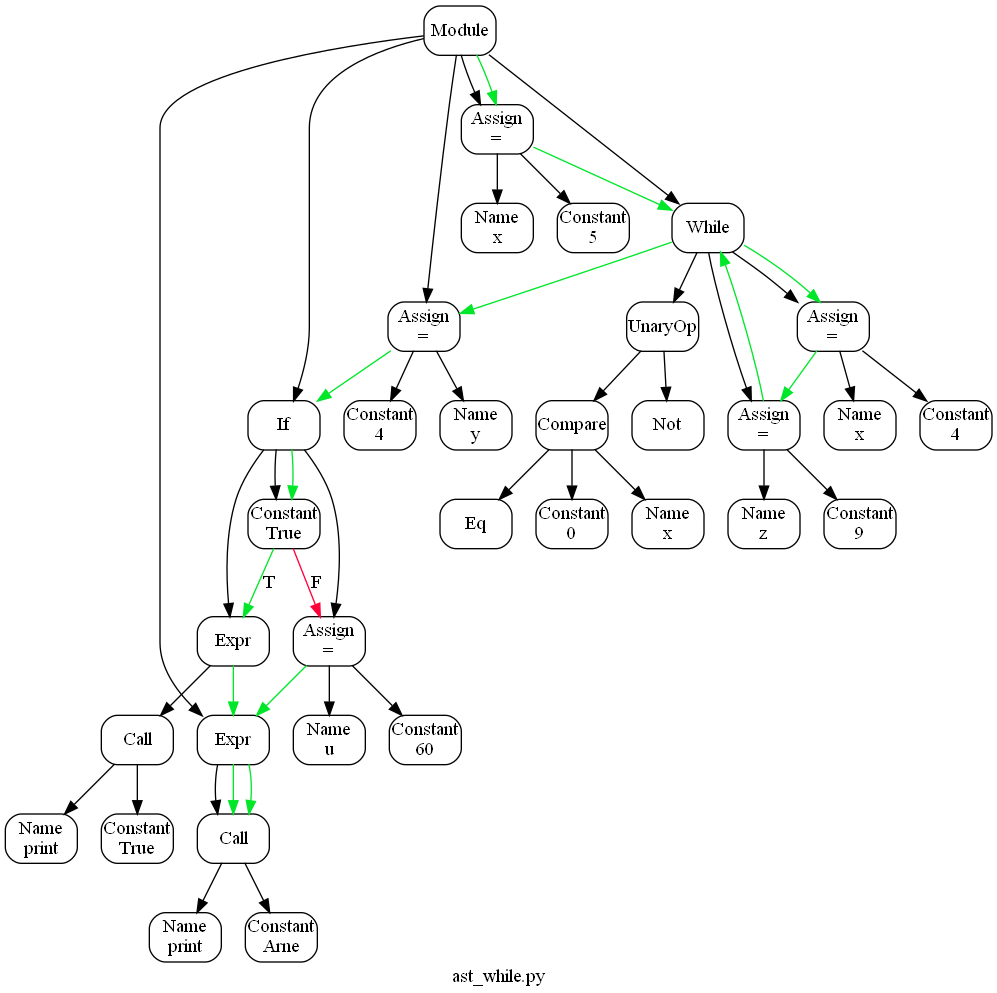 Module
Assign
=
Name
x
Constant
5
While
Assign
=
UnaryOp
Assign
=
If
Constant
4
Name
y
Compare
Not
Assign
=
Name
x
Constant
4
Constant
True
Eq
Constant
0
Name
x
Name
z
Constant
9
T
F
Expr
Assign
=
Call
Expr
Name
u
Constant
60
Name
print
Constant
True
Call
Name
print
Constant
Arne
ast_while.py